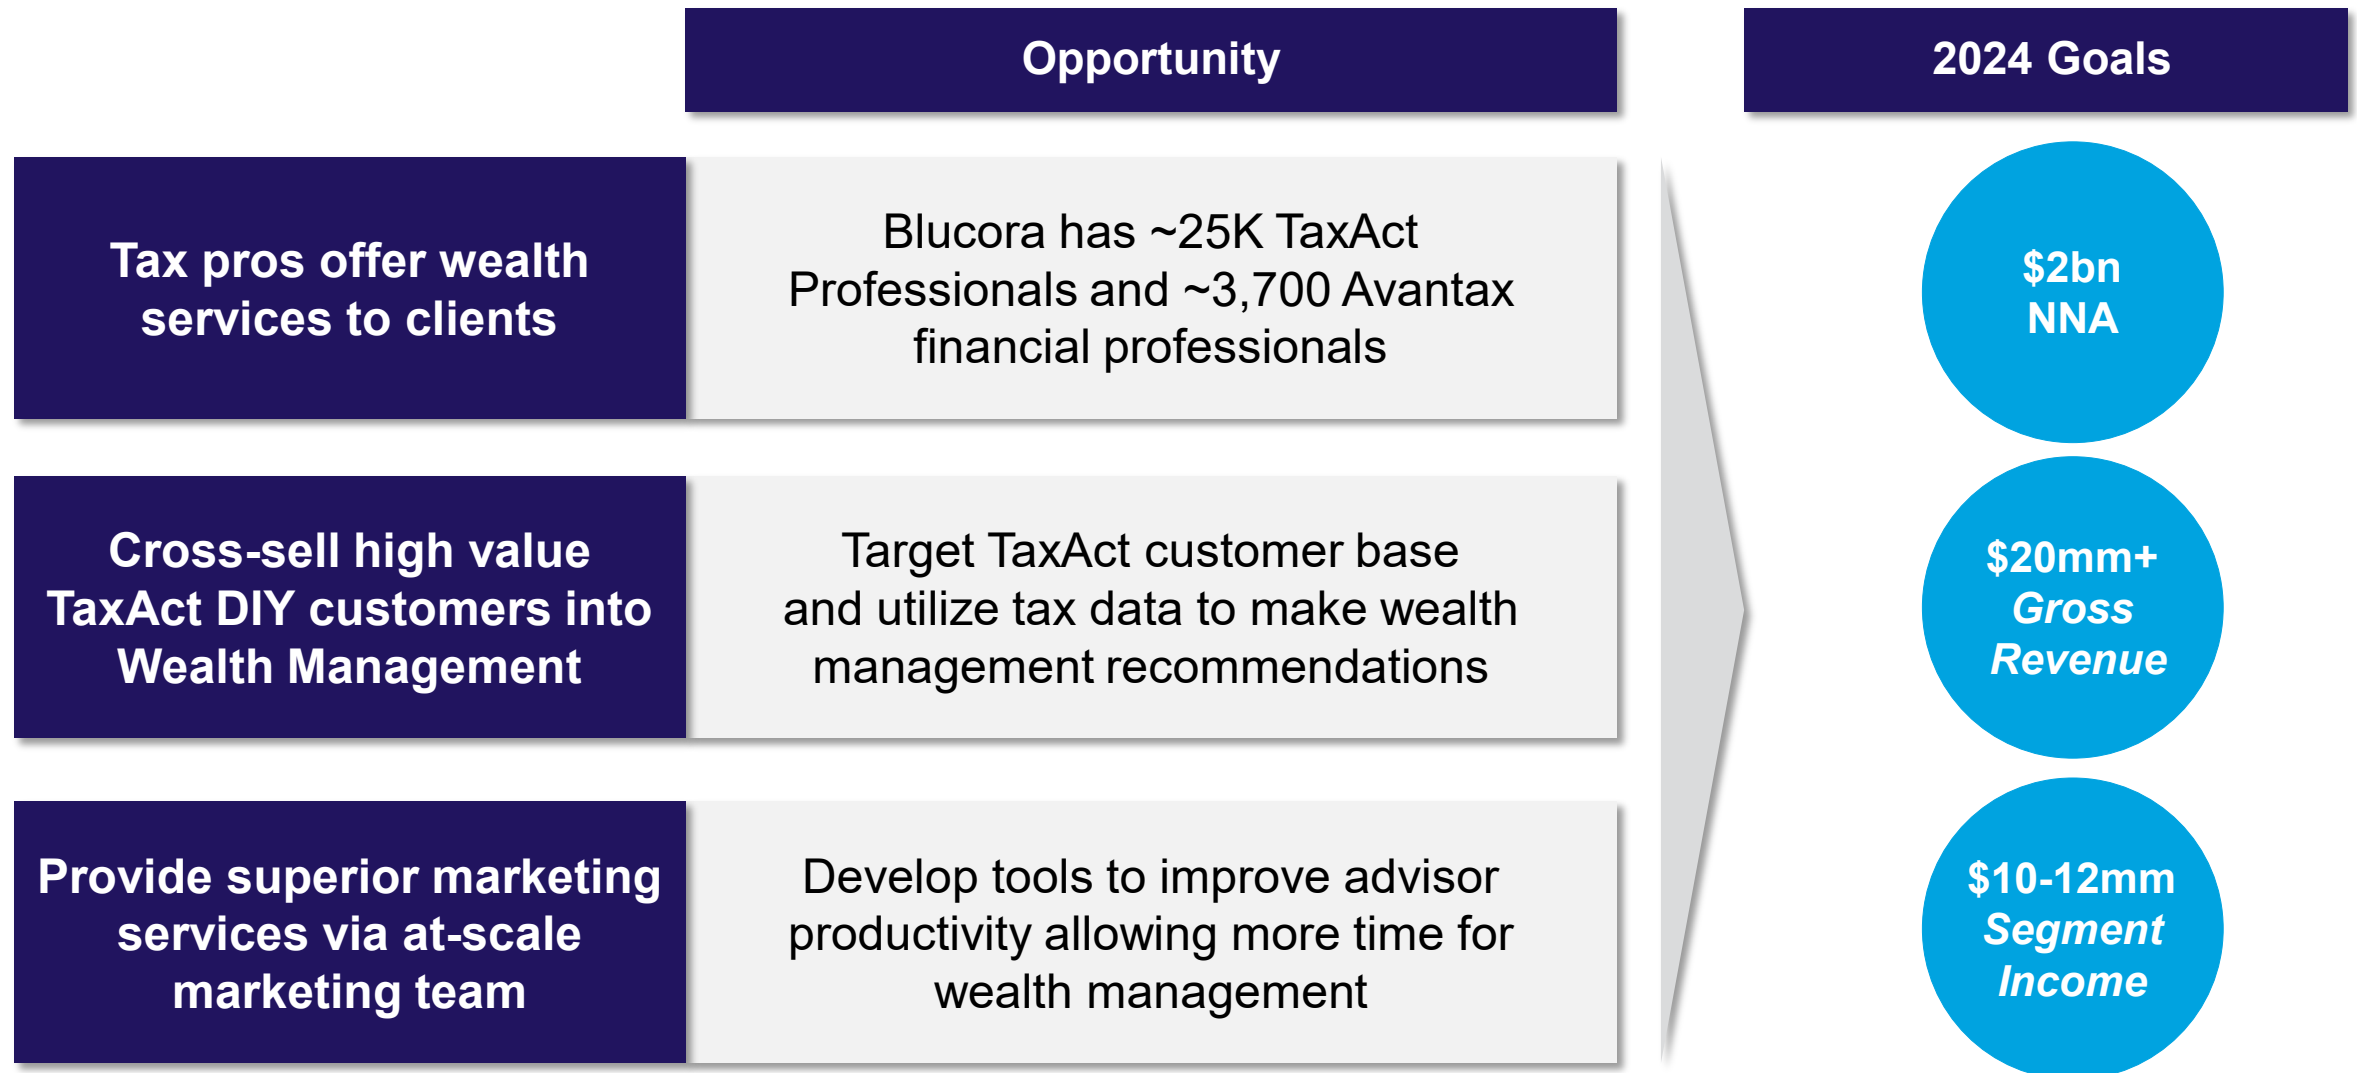 Opportunity
2024 Goals
Tax pros offer wealth
services to clients
Blucora has ~25K TaxAct
Professionals and ~3,700 Avantax
financial professionals
$2bn
NNA
Cross-sell high value
TaxAct DIY customers into
Wealth Management
Target TaxAct customer base
and utilize tax data to make wealth
management recommendations
$20mm+
Gross
Revenue
Provide superior marketing
services via at-scale
marketing team
Develop tools to improve advisor
productivity allowing more time for
wealth management
$10-12mm
Segment
Income